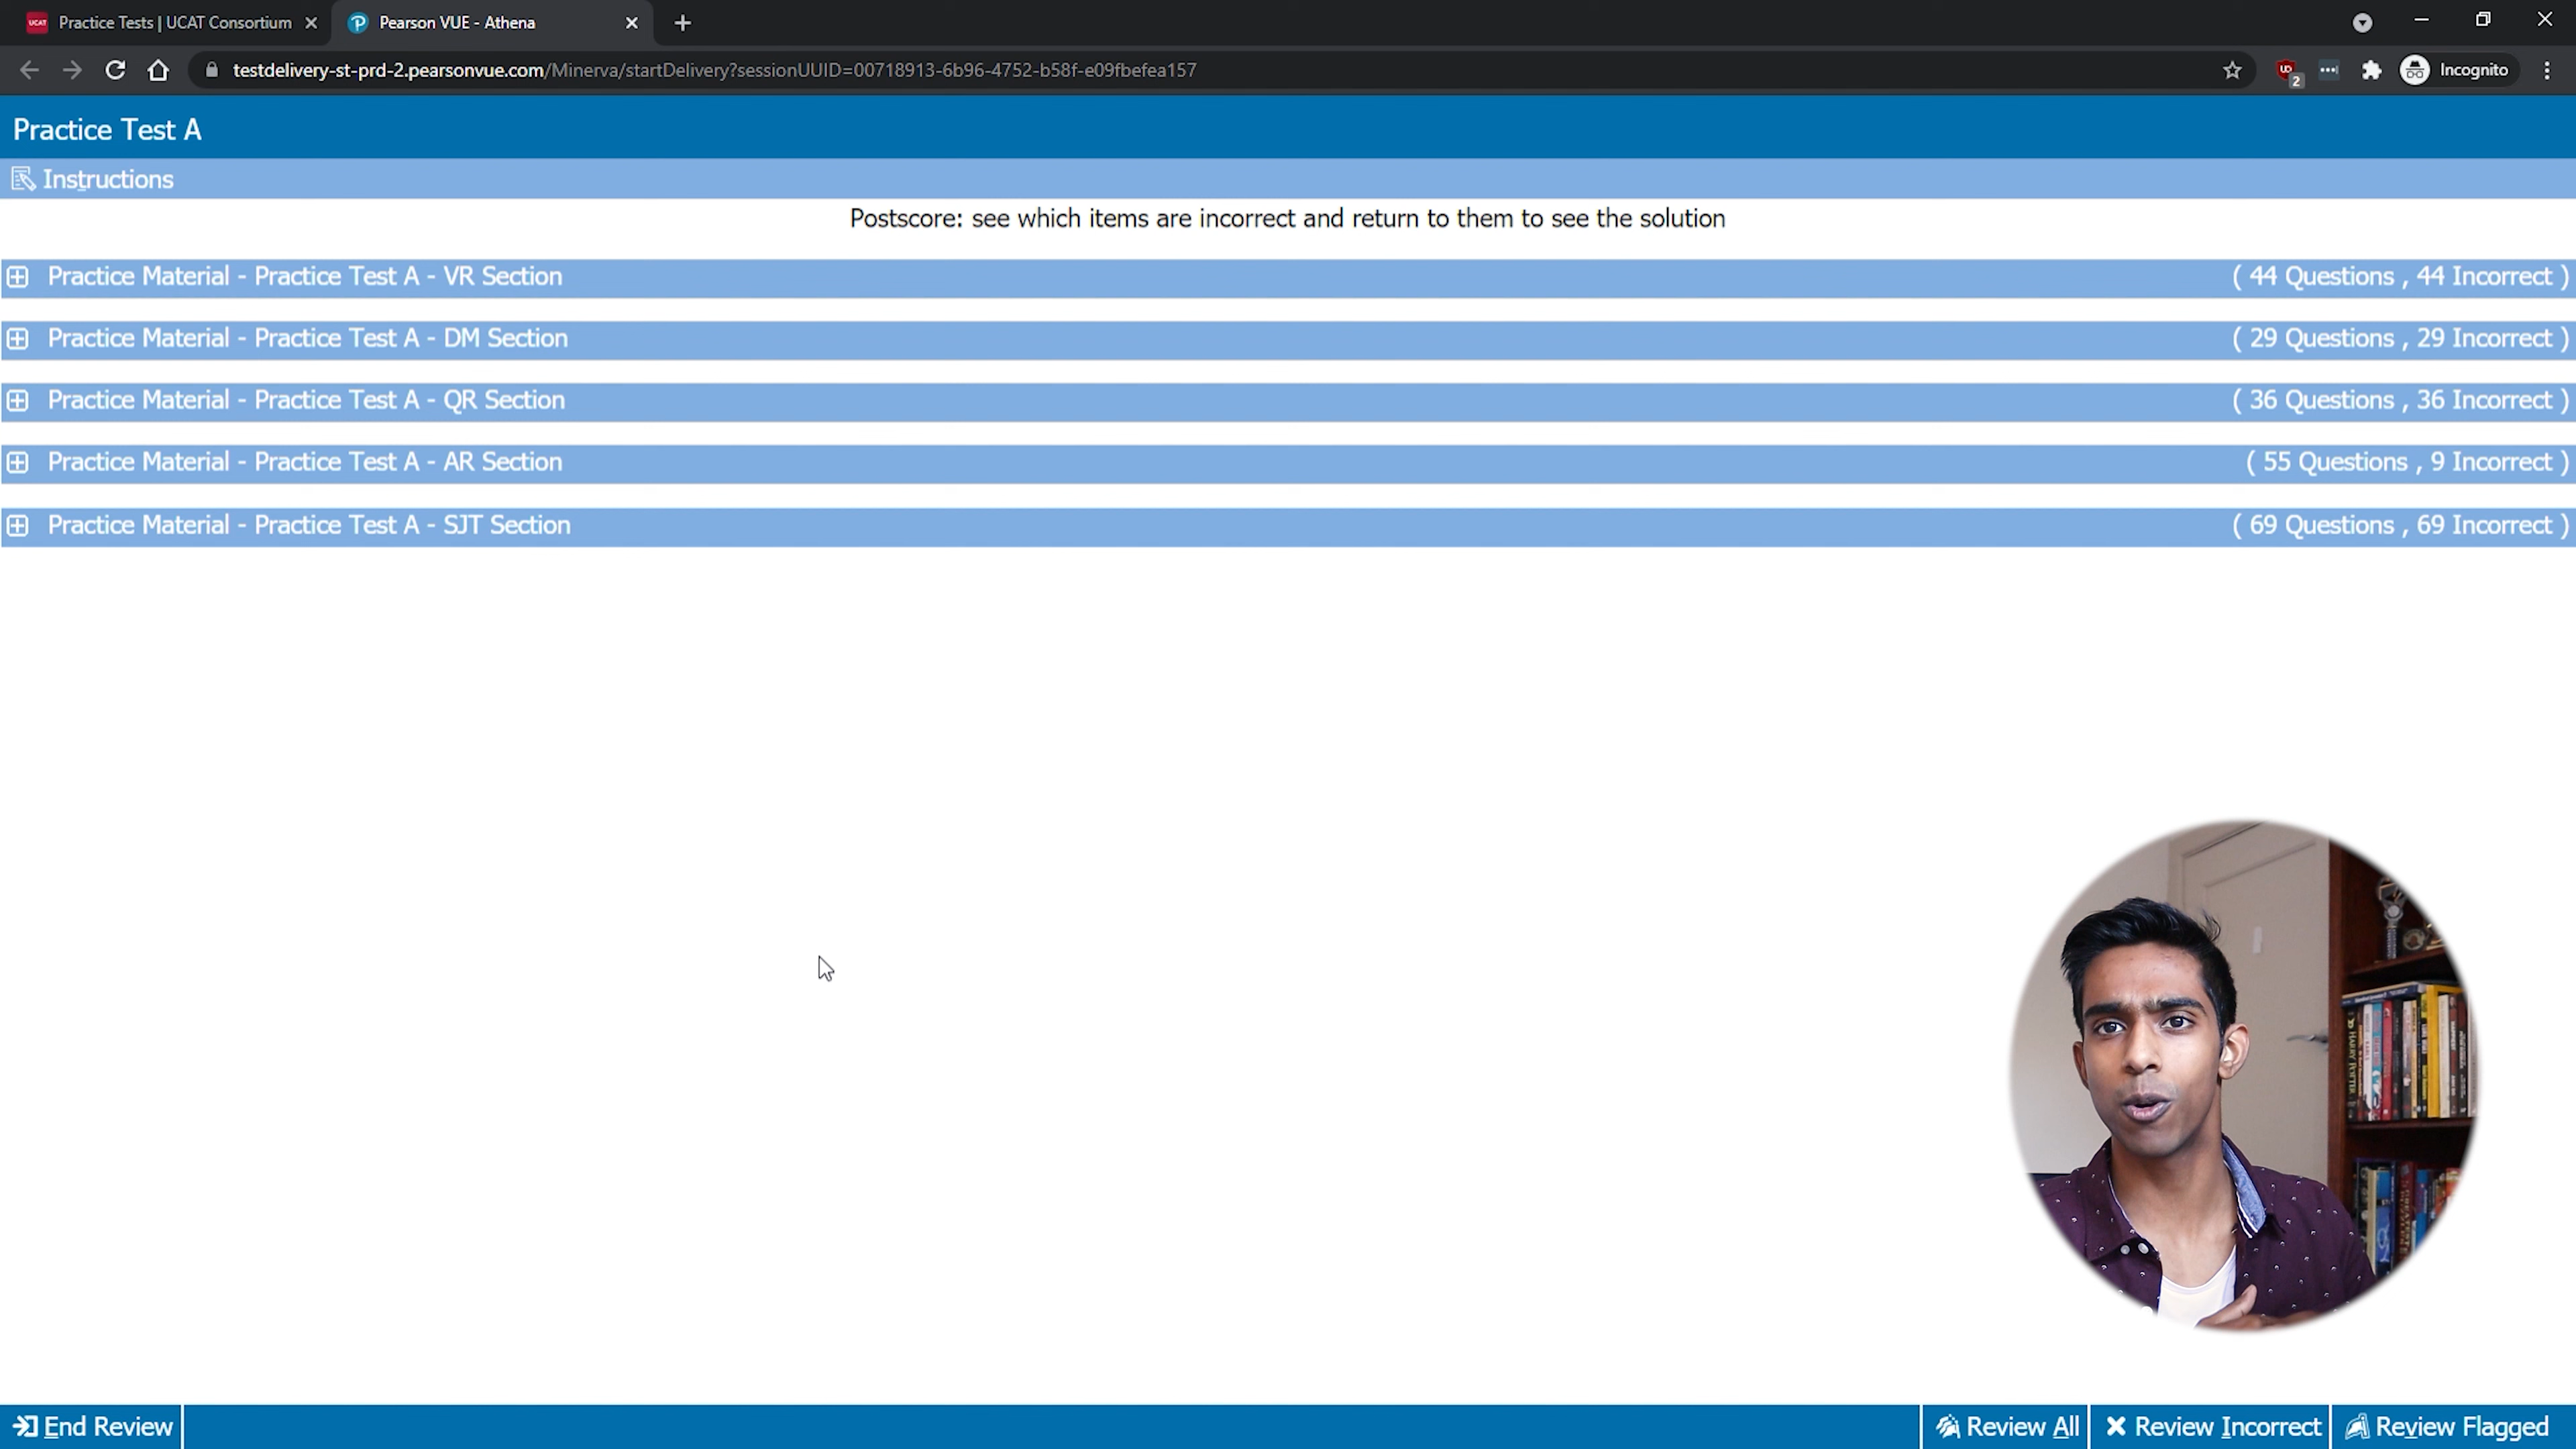 UCAT Practice Tests | UCAT Consortium
Pearson VUE - Athena
testdelivery-st-prd-2.pearsonvue.com/Minerva/startDelivery?sessionUUID=00718913-6b96-4752-b58f-e09fbefea157
2
Incognito
Practice Test A
Instructions
Postscore: see which items are incorrect and return to them to see the solution
Practice Material - Practice Test A - VR Section ( 44 Questions , 44 Incorrect )
Practice Material - Practice Test A - DM Section ( 29 Questions , 29 Incorrect )
Practice Material - Practice Test A - QR Section ( 36 Questions , 36 Incorrect )
Practice Material - Practice Test A - AR Section ( 55 Questions , 9 Incorrect )
Practice Material - Practice Test A - SJT Section ( 69 Questions , 69 Incorrect )
HARRY POTTER
End Review Review All Review Incorrect Review Flagged